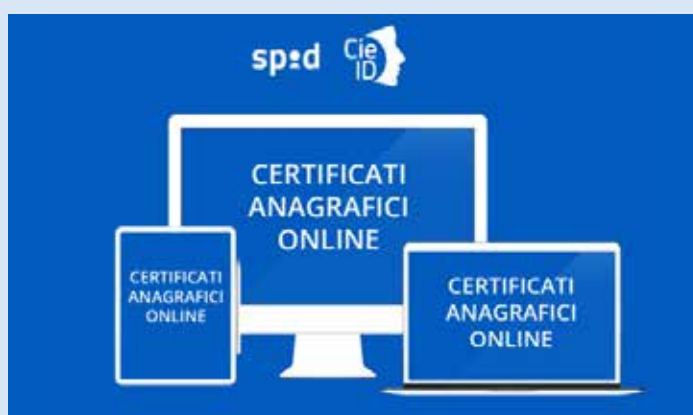 sp:d Cie
ID
CERTIFICATI
ANAGRAFICI
ONLINE
CERTIFICATI
ANAGRAFICI
ONLINE
CERTIFICATI
ANAGRAFICI
ONLINE